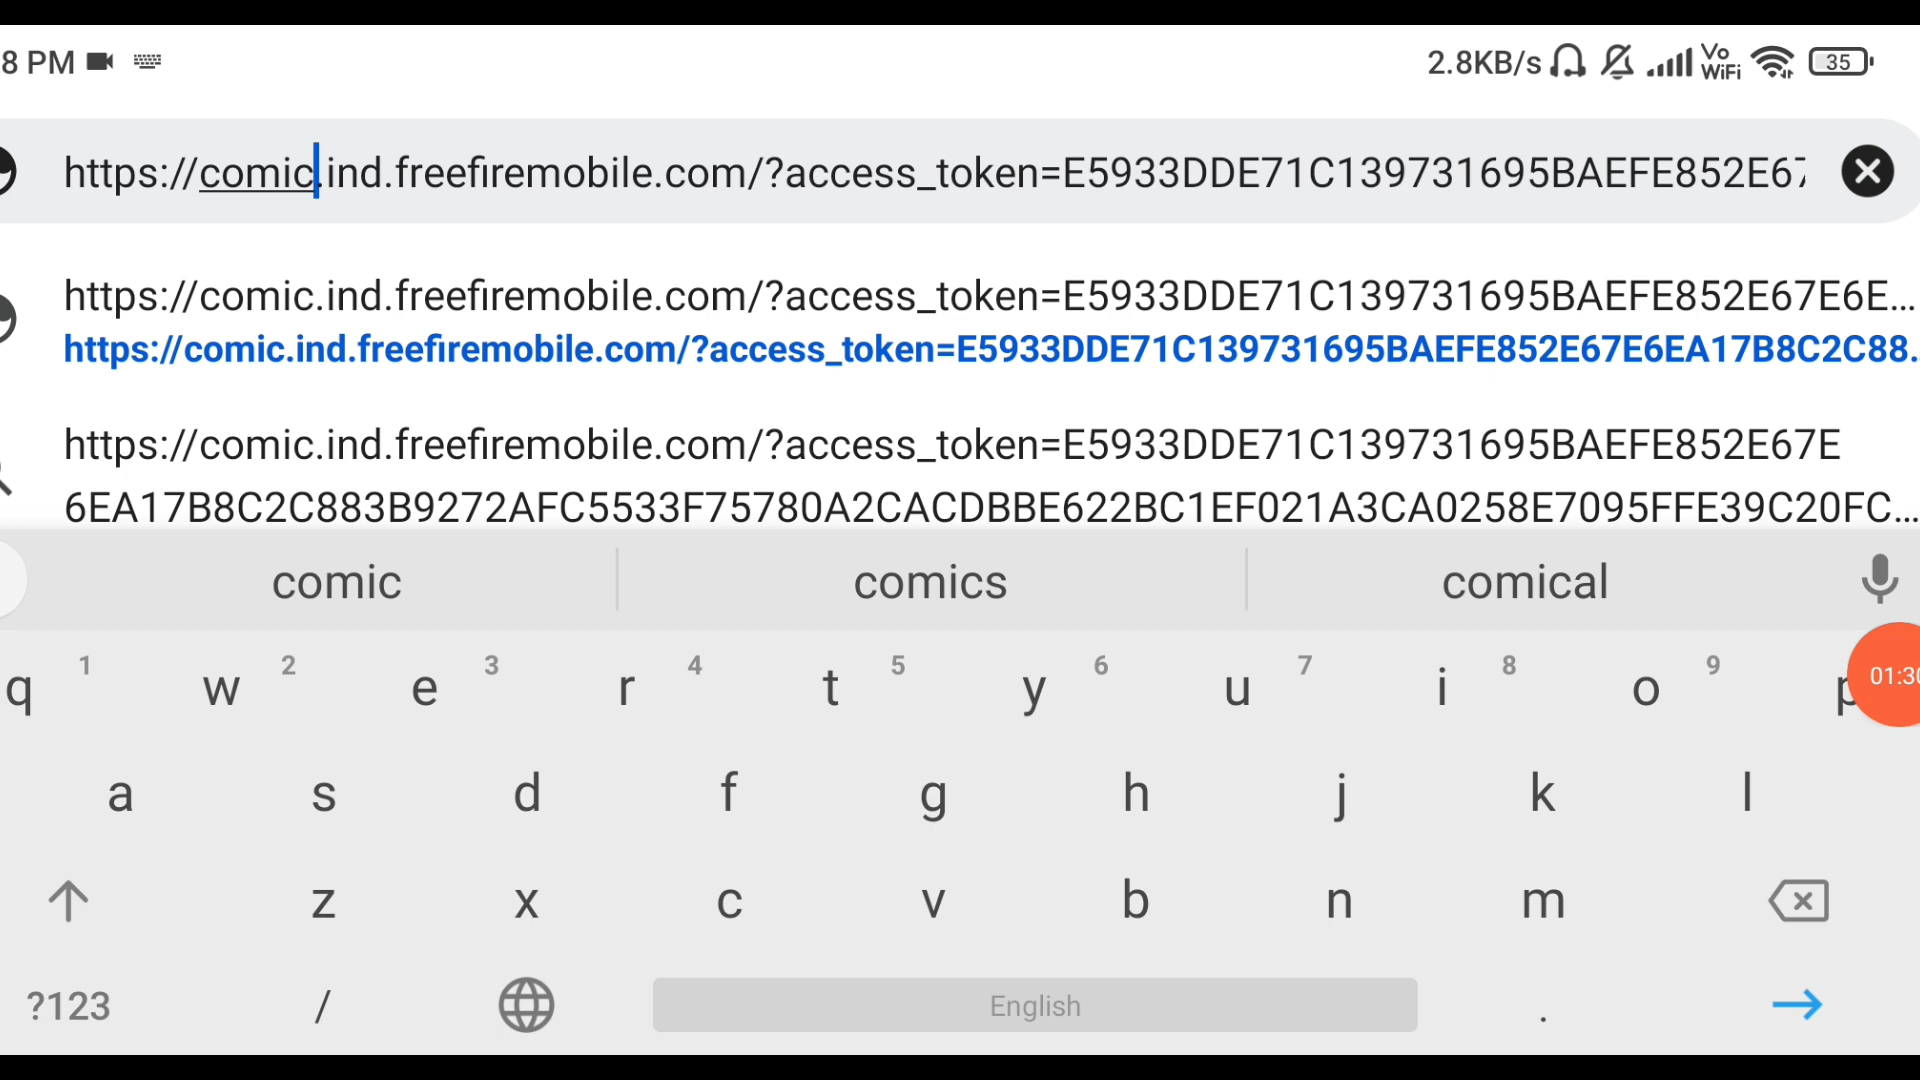 8 PM 2.8KB/s Vo WiFi 35
https://comic.ind.freefiremobile.com/?access_token=E5933DDE71C139731695BAEFE852E67
https://comic.ind.freefiremobile.com/?access_token=E5933DDE71C139731695BAEFE852E67E6E...
https://comic.ind.freefiremobile.com/?access_token=E5933DDE71C139731695BAEFE852E67E6EA17B8C2C88.
https://comic.ind.freefiremobile.com/?access_token=E5933DDE71C139731695BAEFE852E67E
6EA17B8C2C883B9272AFC5533F75780A2CACDBBE622BC1EF021A3CA0258E7095FFE39C20FC...
comic comics comical
q 1 w 2 e 3 r 4 t 5 y 6 u 7 i 8 o 9 p 01:30
a s d f g h j k l
z x c v b n m
?123 / English .